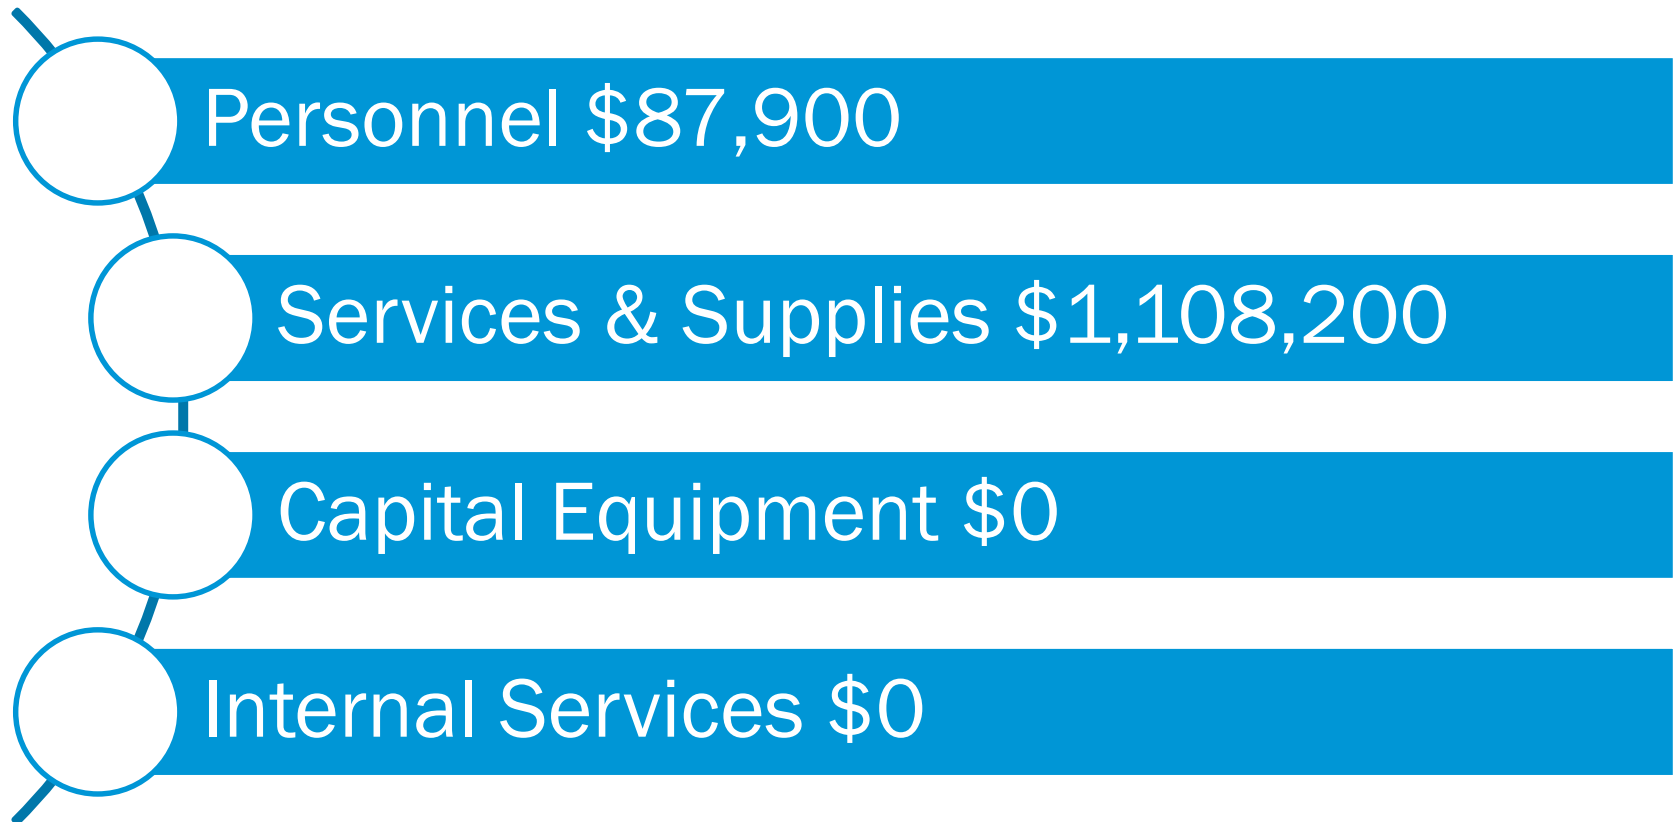 Personnel $87,900
Services & Supplies $1,108,200
Capital Equipment $0
Internal Services $0